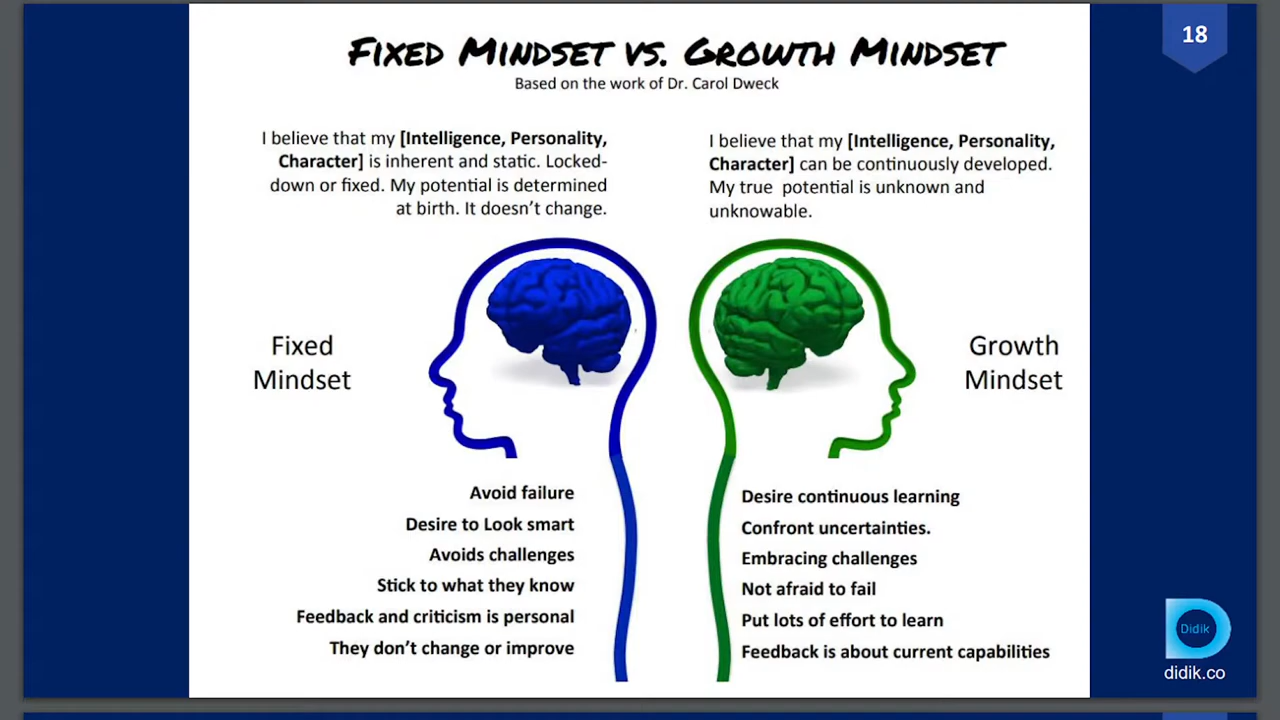 18
Fixed Mindset vs. Growth Mindset
Based on the work of Dr. Carol Dweck
I believe that my [Intelligence, Personality,
Character] is inherent and static. Locked-
down or fixed. My potential is determined
at birth. It doesn't change.
I believe that my [Intelligence, Personality,
Character] can be continuously developed.
My true potential is unknown and
unknowable.
Fixed
Mindset
Growth
Mindset
Avoid failure
Desire to Look smart
Avoids challenges
Stick to what they know
Feedback and criticism is personal
They don't change or improve
Desire continuous learning
Confront uncertainties.
Embracing challenges
Not afraid to fail
Put lots of effort to learn
Feedback is about current capabilities
Didik
didik.co